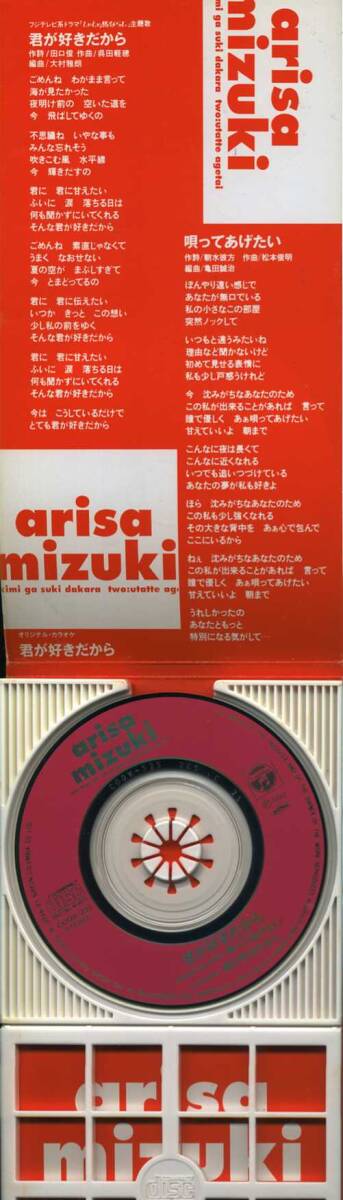 フジテレビ系ドラマ 主題歌
君が好きだから
作詩/田口俊 作曲/呉田軽穂
編曲/大村雅朗
ごめんね わがまま言って
海が見たかった
夜明け前の 空いた道を
今 飛ばしてゆくの
不思議ね いやな事も
みんな忘れそう
吹きこむ風 水平線
今 輝きだすの
君に 君に甘えたい
ふいに 涙 落ちる日は
何も聞かずにいてくれる
そんな君が好きだから
ごめんね 素直じゃなくて
うまく なおせない
夏の空が まぶしすぎて
今 とまどってるの
君に 君に伝えたい
いつか きっと この想い
少し私の前をゆく
そんな君が好きだから
君に 君に甘えたい
ふいに 涙 落ちる日は
何も聞かずにいてくれる
そんな君が好きだから
今は こうしているだけで
とても君が好きだから
arisa
mizuki
kimi ga suki dakara two:utatte age
オリジナル・カラオケ
君が好きだから
arisa
mizuki
imi ga suki dakara two:utatte agetai
唄ってあげたい
作詩/朝水彼方 作曲/松本俊明
編曲/亀田誠治
ぼんやり遠い感じで
あなたが無口でいる
私の小さなこの部屋
突然ノックして
いつもと違うみたいね
理由など聞かないけど
初めて見せる表情に
私も少し戸惑うけれど
今 沈みがちなあなたのため
この私が出来ることがあれば 言って
瞳で優しく あぁ唄ってあげたい
甘えていいよ 朝まで
こんなに夜は長くて
こんなに近くなれる
いつでも追いつづけている
あなたの夢が私も好きよ
ほら 沈みがちなあなたのため
この私も少し強くなれる
その大きな背中を あぁ心で包んで
ここにいるから
ねぇ 沈みがちなあなたのため
この私が出来ることがあれば 言って
瞳で優しく あぁ唄ってあげたい
甘えていいよ 朝まで
うれしかったの
あなたともっと
特別になる気がして…
arisa
mizuki
arisa
mizuki
disc